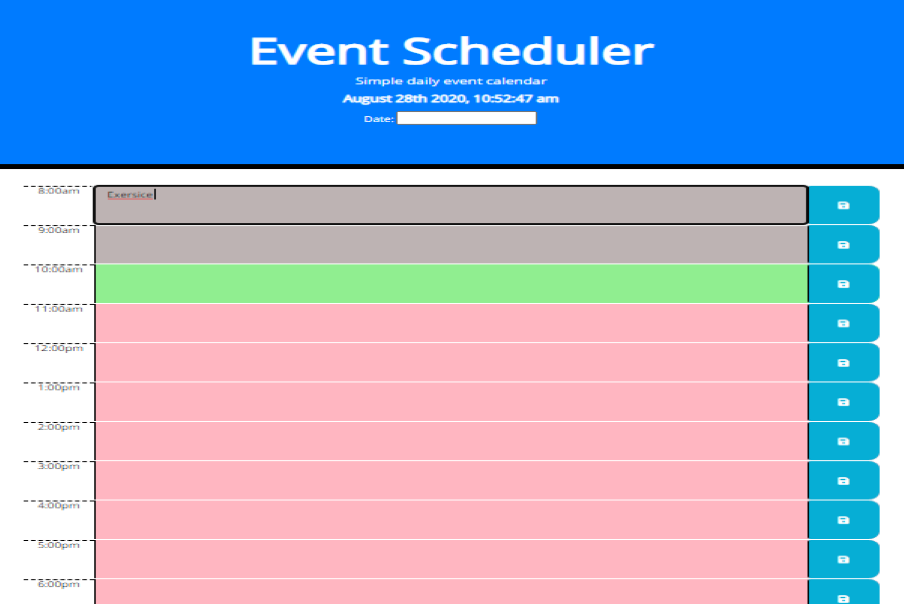 Event Scheduler
Simple daily event calendar
August 28th 2020, 10:52:47 am
Date:
8:00am Exersice
9:00am
10:00am
11:00am
12:00pm
1:00pm
2:00pm
3:00pm
4:00pm
5:00pm
6:00pm